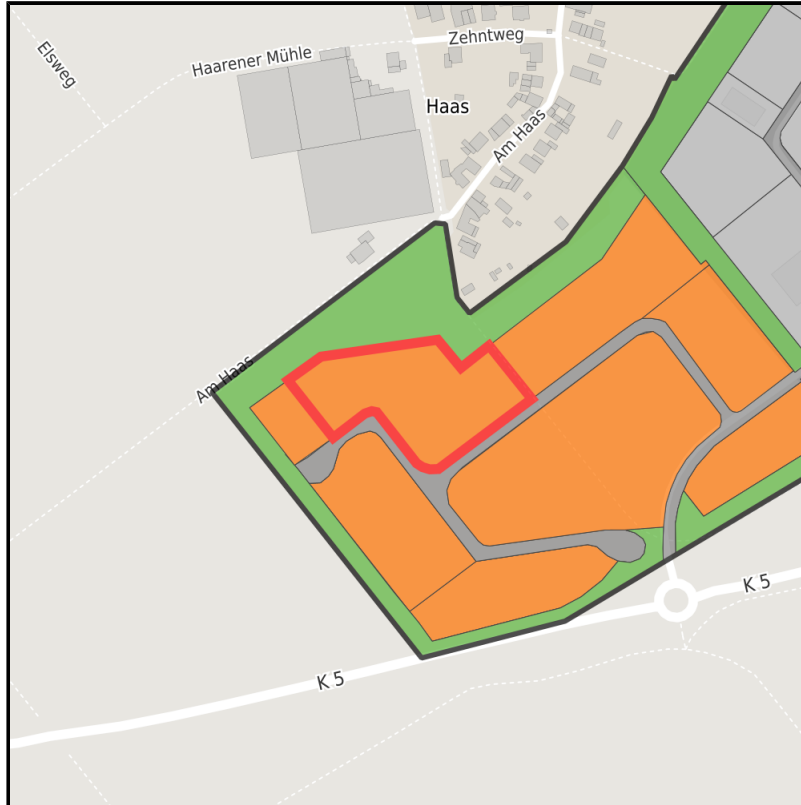 Elsweg
Haarener Mühle
Zehntweg
Haas
Am Haas
Am Haas
K 5
K 5